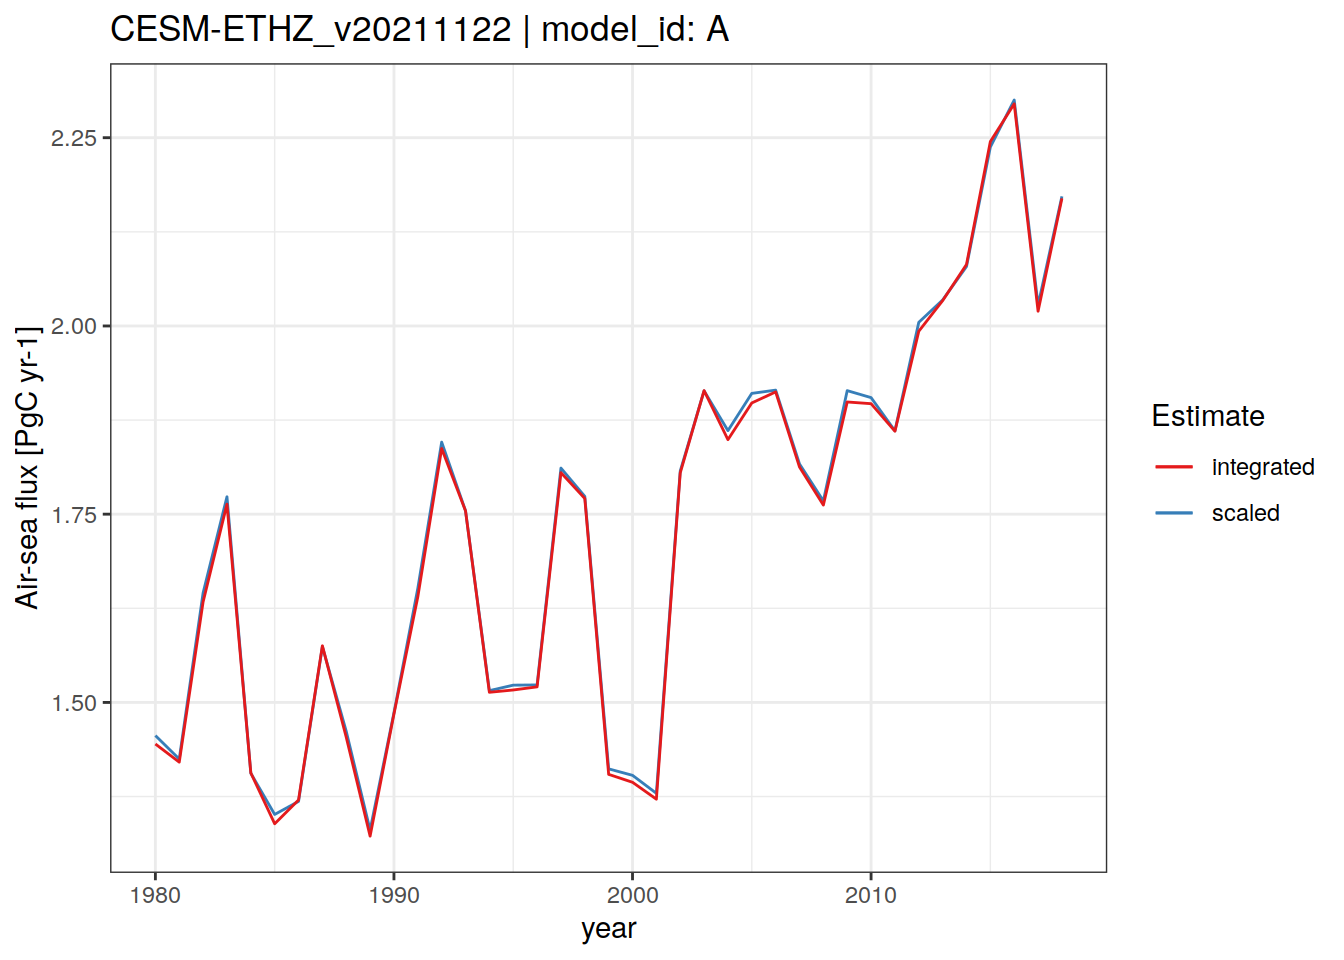 CESM-ETHZ_v20211122 | model_id: A
Air-sea flux [PgC yr-1]
2.25
2.00
1.75
1.50
1980
1990
2000
2010
year
Estimate
integrated
scaled